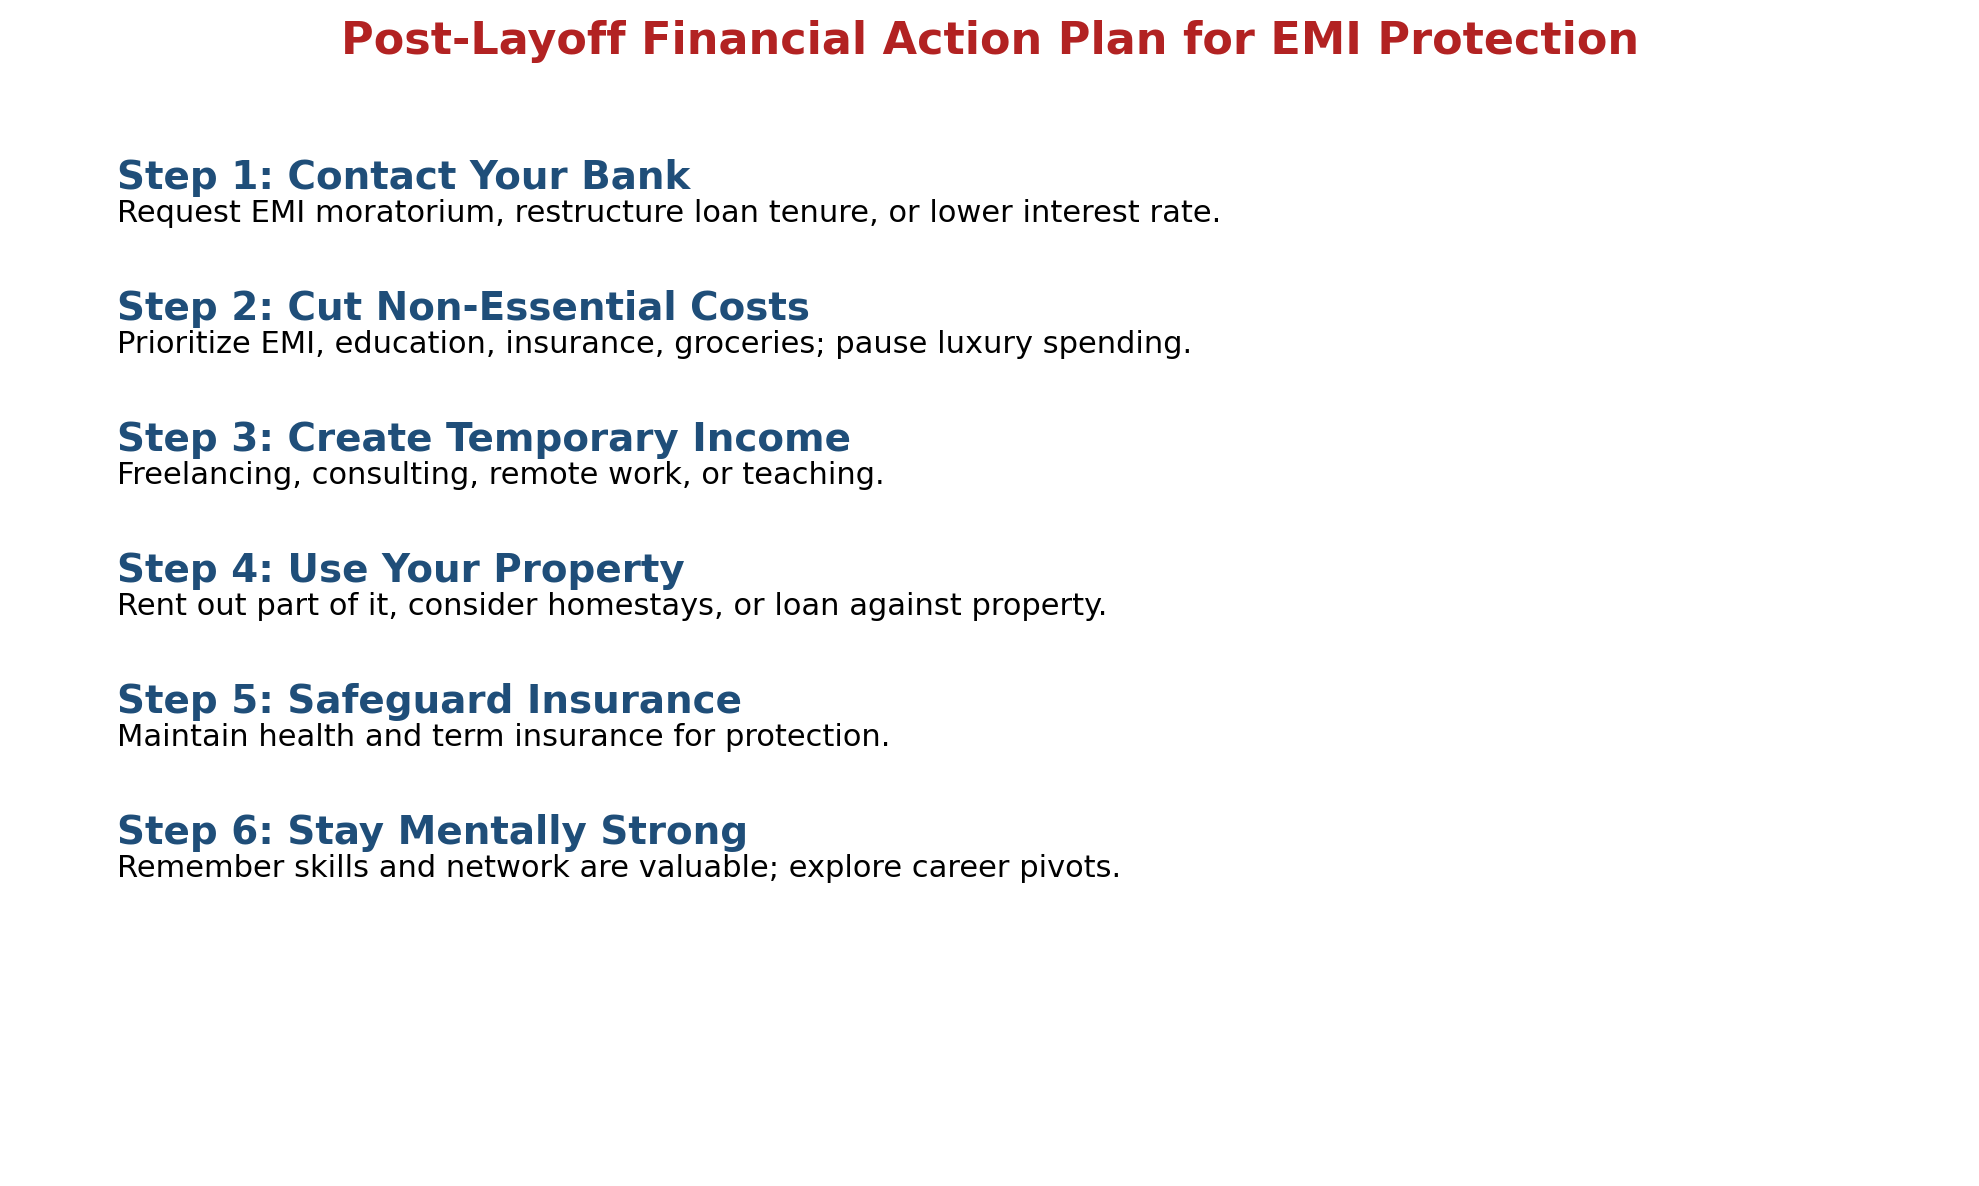 Post-Layoff Financial Action Plan for EMI Protection
Step 1: Contact Your Bank
Request EMI moratorium, restructure loan tenure, or lower interest rate.
Step 2: Cut Non-Essential Costs
Prioritize EMI, education, insurance, groceries; pause luxury spending.
Step 3: Create Temporary Income
Freelancing, consulting, remote work, or teaching.
Step 4: Use Your Property
Rent out part of it, consider homestays, or loan against property.
Step 5: Safeguard Insurance
Maintain health and term insurance for protection.
Step 6: Stay Mentally Strong
Remember skills and network are valuable; explore career pivots.